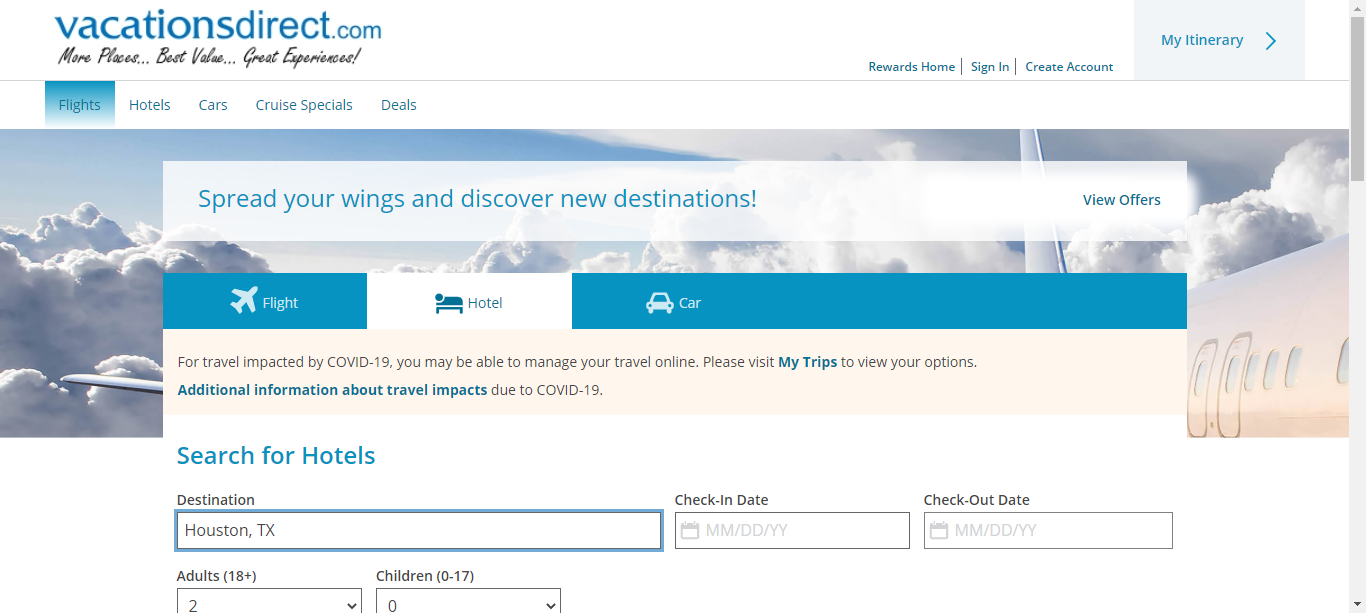 vacationsdirect.com
More Places... Best Value... Great Experiences!
Rewards Home
Sign In
Create Account
My Itinerary
Flights
Hotels
Cars
Cruise Specials
Deals
Spread your wings and discover new destinations!
View Offers
Flight
Hotel
Car
For travel impacted by COVID-19, you may be able to manage your travel online. Please visit My Trips to view your options.
Additional information about travel impacts due to COVID-19.
Search for Hotels
Destination
Check-In Date
Check-Out Date
Houston, TX
MM/DD/YY
MM/DD/YY
Adults (18+)
Children (0-17)
2
0